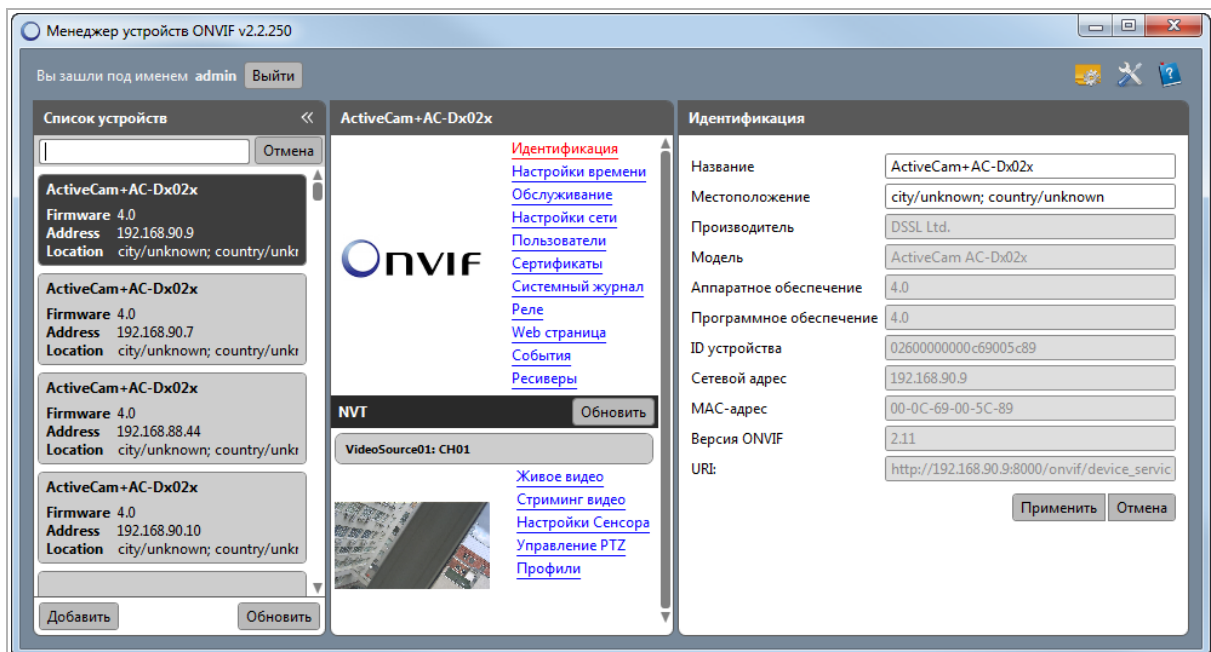 Менеджер устройств ONVIF v2.2.250
Вы зашли под именем admin Выйти
Список устройств
Отмена
ActiveCam+AC-Dx02x
Firmware 4.0
Address 192.168.90.9
Location city/unknown; country/unkr
ActiveCam+AC-Dx02x
Firmware 4.0
Address 192.168.90.7
Location city/unknown; country/unkr
ActiveCam+AC-Dx02x
Firmware 4.0
Address 192.168.88.44
Location city/unknown; country/unkr
ActiveCam+AC-Dx02x
Firmware 4.0
Address 192.168.90.10
Location city/unknown; country/unkr
Добавить Обновить
ActiveCam+AC-Dx02x
ONVIF
Идентификация
Настройки времени
Обслуживание
Настройки сети
Пользователи
Сертификаты
Системный журнал
Реле
Web страница
События
Ресиверы
NVT Обновить
VideoSource01: CH01
Живое видео
Стриминг видео
Настройки Сенсора
Управление PTZ
Профили
Идентификация
Название ActiveCam+AC-Dx02x
Местоположение city/unknown; country/unknown
Производитель DSSL Ltd.
Модель ActiveCam AC-Dx02x
Аппаратное обеспечение 4.0
Программное обеспечение 4.0
ID устройства 02600000000c69005c89
Сетевой адрес 192.168.90.9
MAC-адрес 00-0C-69-00-5C-89
Версия ONVIF 2.11
URI: http://192.168.90.9:8000/onvif/device_servic
Применить Отмена